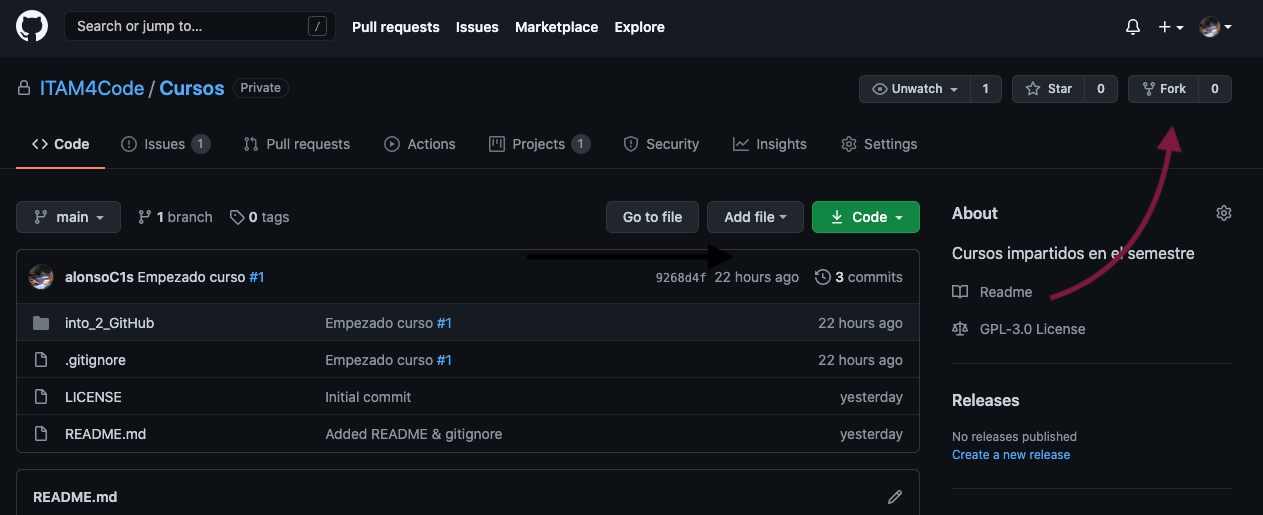 Search or jump to... / Pull requests Issues Marketplace Explore
ITAM4Code / Cursos Private Unwatch 1 Star 0 Fork 0
Code Issues 1 Pull requests Actions Projects 1 Security Insights Settings
main 1 branch 0 tags Go to file Add file Code
alonsoC1s Empezado curso #1 9268d4f 22 hours ago 3 commits
into_2_GitHub Empezado curso #1 22 hours ago
.gitignore Empezado curso #1 22 hours ago
LICENSE Initial commit yesterday
README.md Added README & gitignore yesterday
README.md
About
Cursos impartidos en el semestre
Readme
GPL-3.0 License
Releases
No releases published
Create a new release